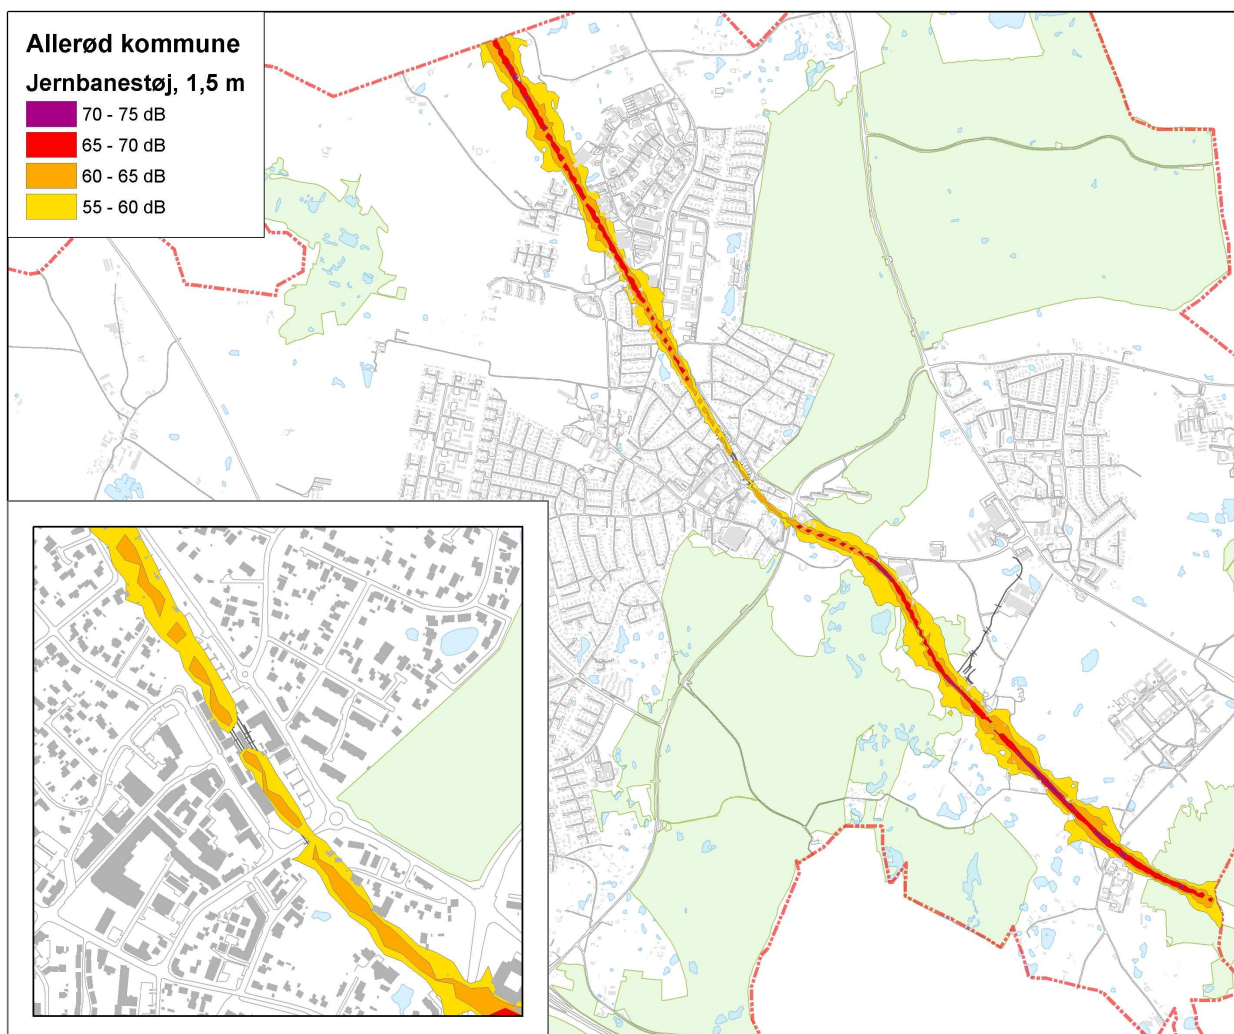 Allerød kommune
Jernbanestøj, 1,5 m
70 - 75 dB
65 - 70 dB
60 - 65 dB
55 - 60 dB